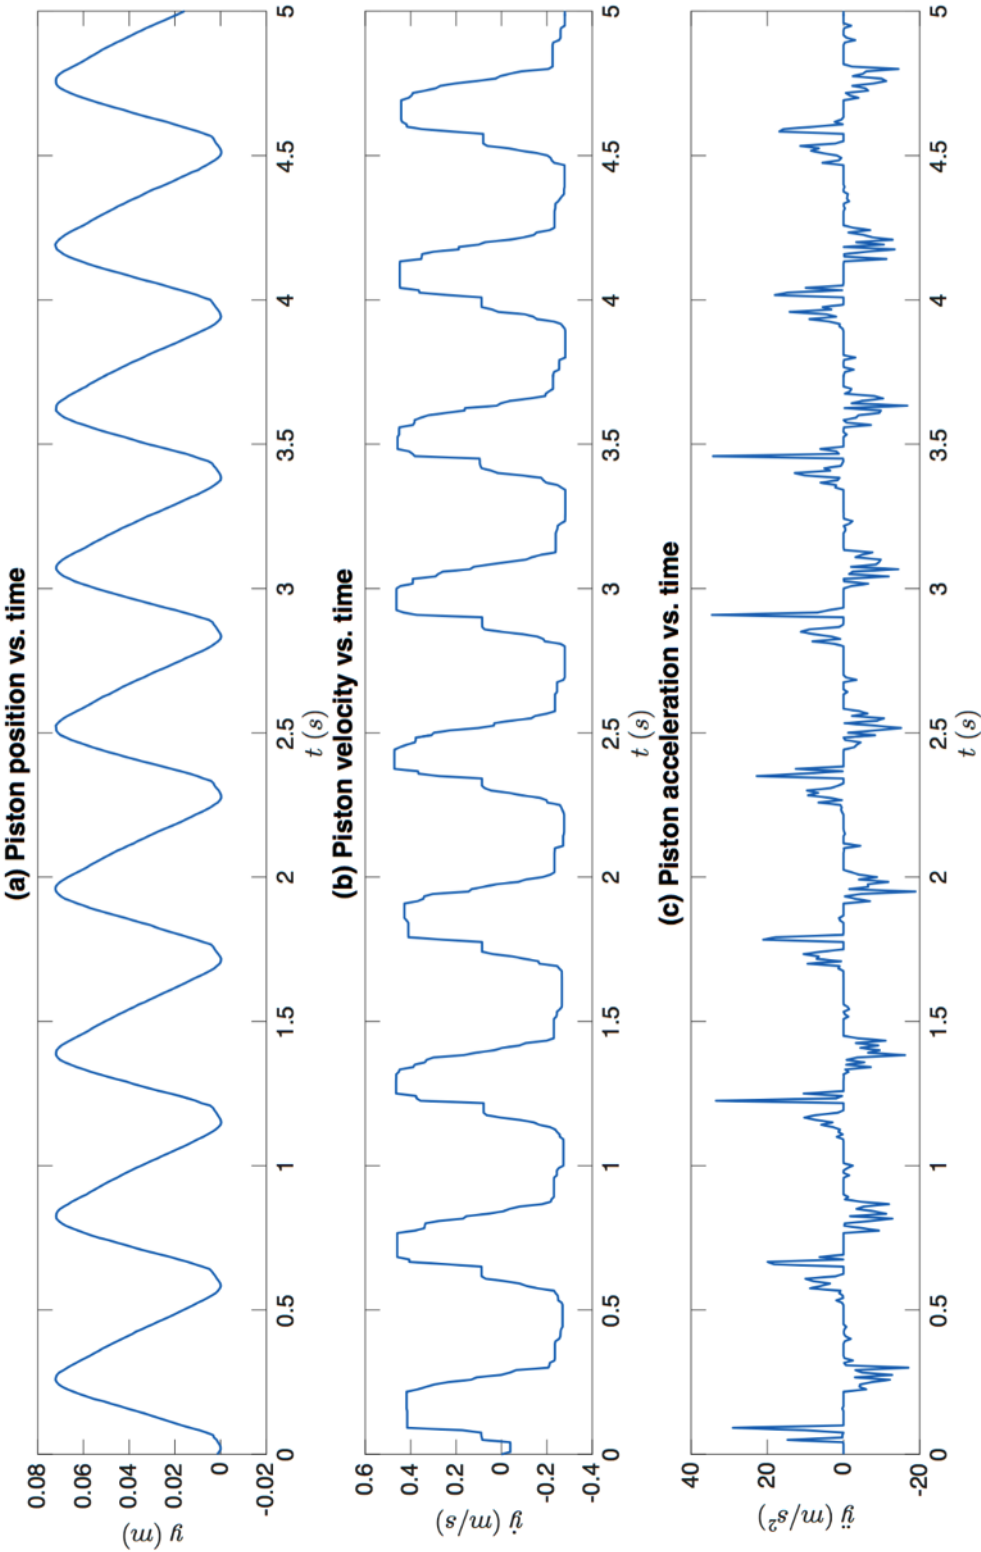 (a) Piston position vs. time
0.08
0.06
0.04
0.02
0
-0.02
y (m)
0 0.5 1 1.5 2 2.5 3 3.5 4 4.5 5
t (s)
(b) Piston velocity vs. time
0.6
0.4
0.2
0
-0.2
-0.4
ẏ (m/s)
0 0.5 1 1.5 2 2.5 3 3.5 4 4.5 5
t (s)
(c) Piston acceleration vs. time
40
20
0
-20
ÿ (m/s²)
0 0.5 1 1.5 2 2.5 3 3.5 4 4.5 5
t (s)